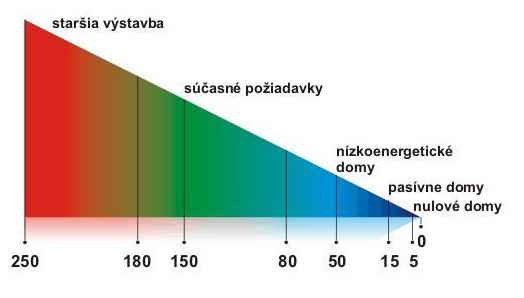 staršia výstavba
súčasné požiadavky
nízkoenergetické
domy
pasívne domy
nulové domy
0
250 180 150 80 50 15 5